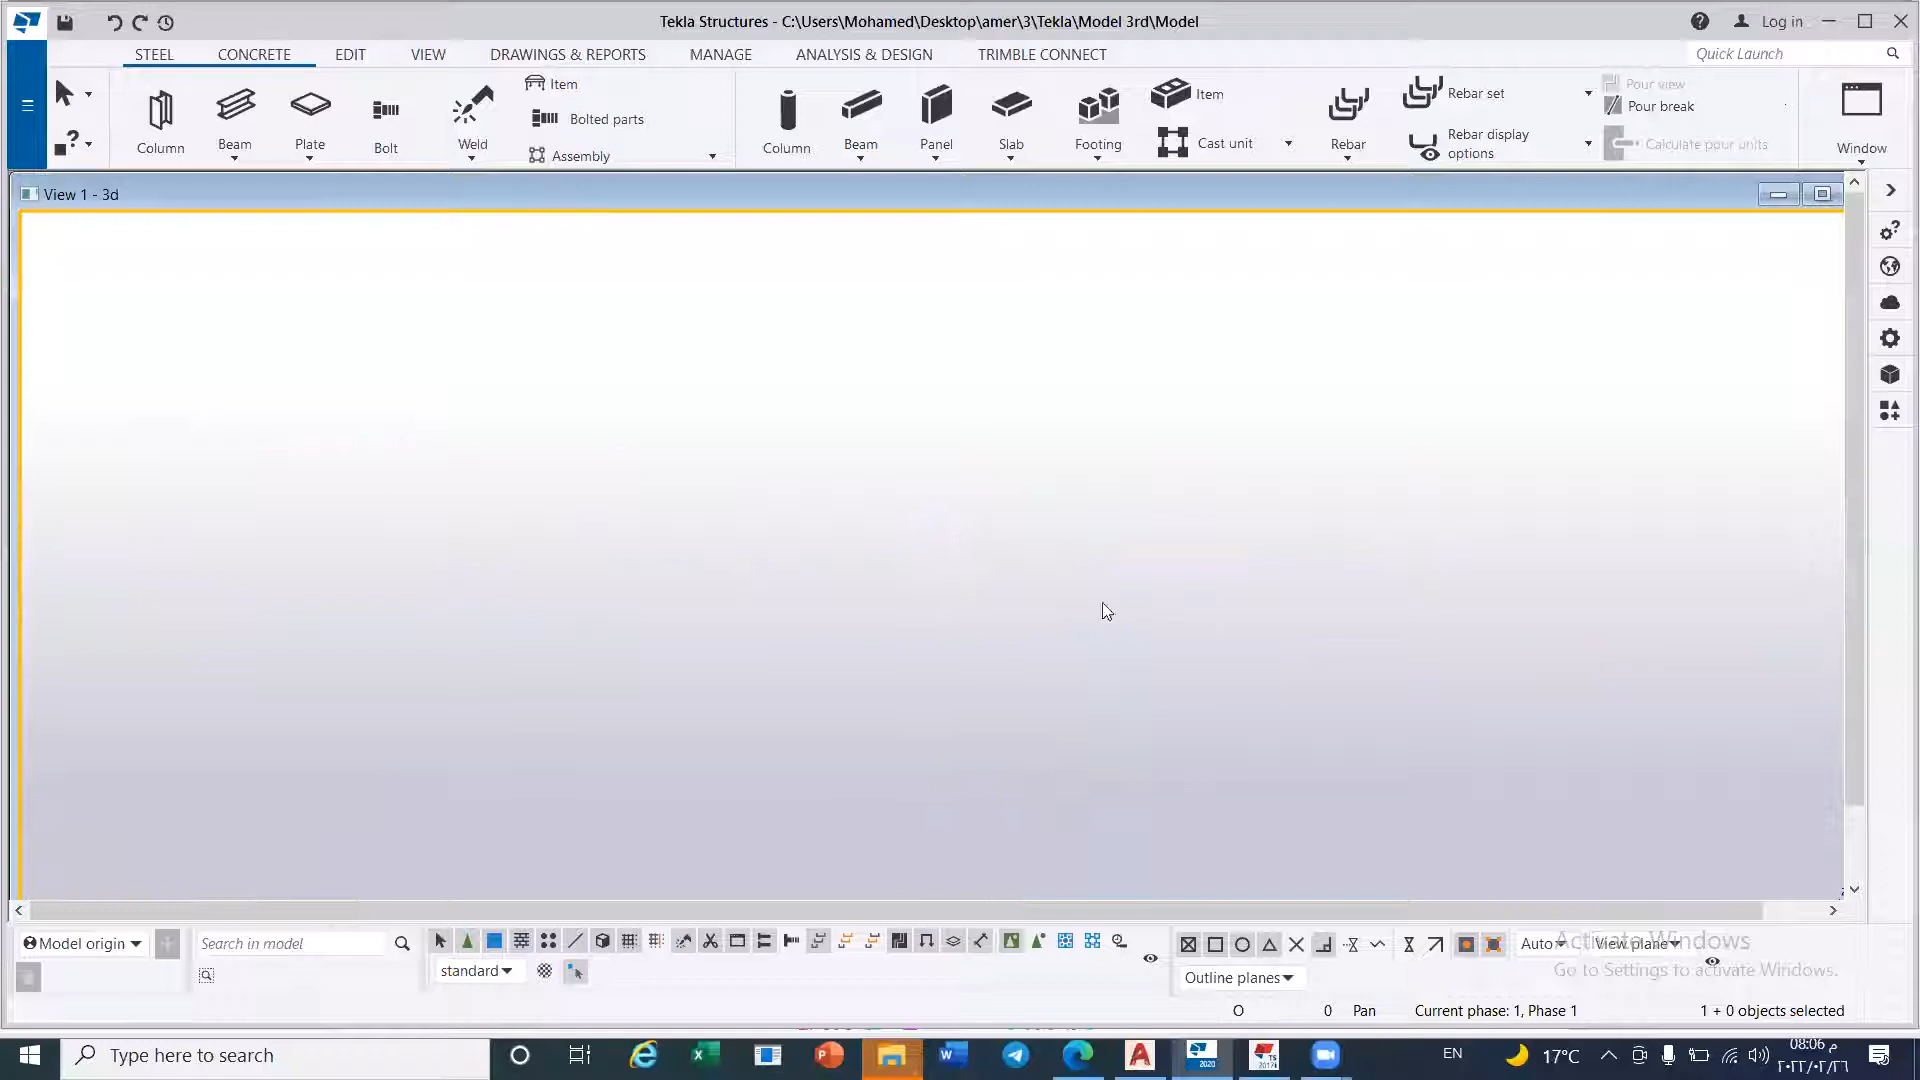 Tekla Structures - C:\Users\Mohamed\Desktop\amer\3\Tekla\Model 3rd\Model
Log in
STEEL CONCRETE EDIT VIEW DRAWINGS & REPORTS MANAGE ANALYSIS & DESIGN TRIMBLE CONNECT
Quick Launch
Column
Beam
Plate
Bolt
Weld
Item
Bolted parts
Assembly
Column
Beam
Panel
Slab
Footing
Item
Cast unit
Rebar
Rebar set
Rebar display
options
Pour view
Pour break
Calculate pour units
Window
View 1 - 3d
Model origin
Search in model
standard
Auto
View plane
Outline planes
Activate Windows
Go to Settings to activate Windows.
O 0 Pan Current phase: 1, Phase 1 1 + 0 objects selected
Type here to search
2020
TS
EN
17°C
08:06 م